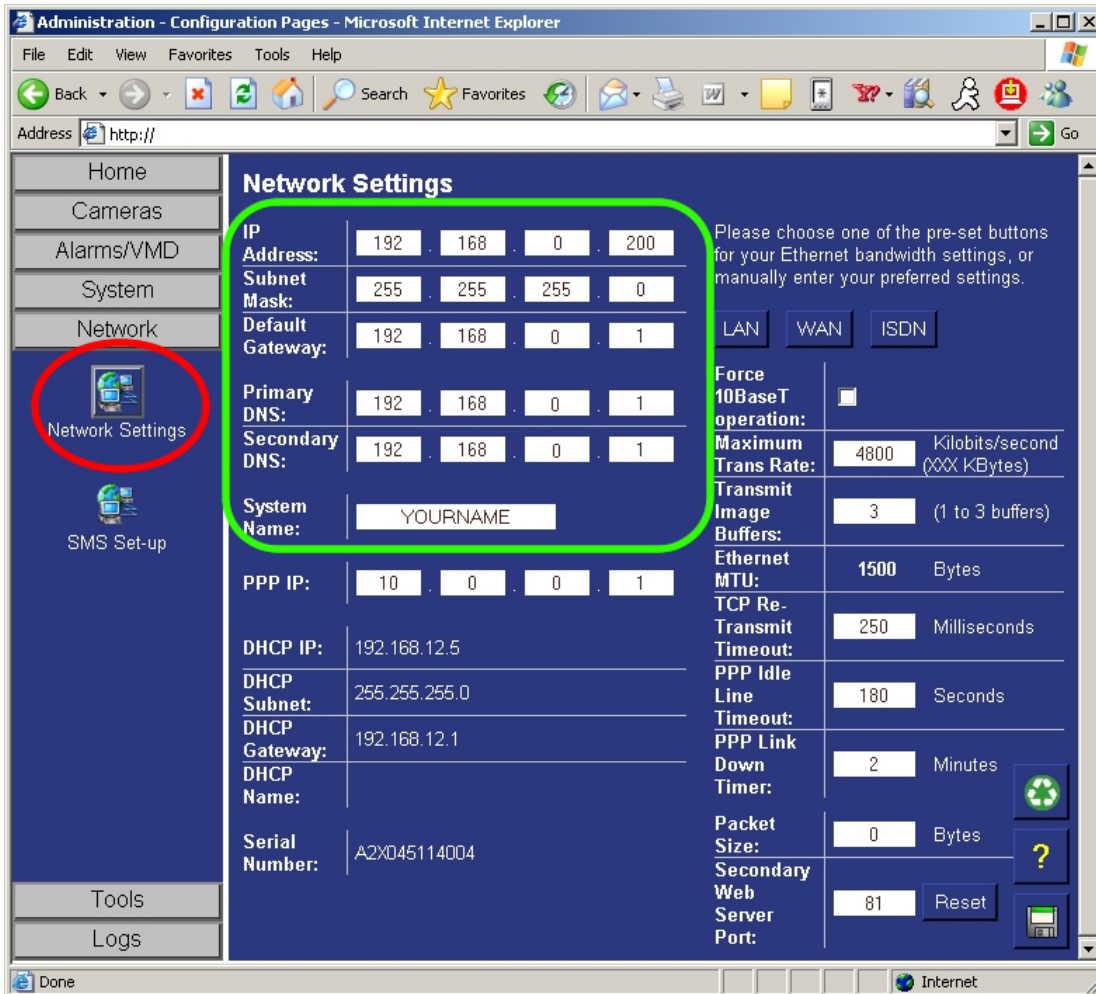 Administration - Configuration Pages - Microsoft Internet Explorer
File Edit View Favorites Tools Help
Back Search Favorites
Address http:// Go
Home
Cameras
Alarms/VMD
System
Network
Network Settings
SMS Set-up
Tools
Logs
Network Settings
IP
Address: 192 . 168 . 0 . 200
Subnet
Mask: 255 . 255 . 255 . 0
Default
Gateway: 192 . 168 . 0 . 1
Primary
DNS: 192 . 168 . 0 . 1
Secondary
DNS: 192 . 168 . 0 . 1
System
Name: YOURNAME
PPP IP: 10 . 0 . 0 . 1
DHCP IP: 192.168.12.5
DHCP
Subnet: 255.255.255.0
DHCP
Gateway: 192.168.12.1
DHCP
Name:
Serial
Number: A2X045114004
Please choose one of the pre-set buttons
for your Ethernet bandwidth settings, or
manually enter your preferred settings.
LAN WAN ISDN
Force
10BaseT
operation:
Maximum
Trans Rate: 4800 Kilobits/second
(XXX KBytes)
Transmit
Image
Buffers: 3 (1 to 3 buffers)
Ethernet
MTU: 1500 Bytes
TCP Re-
Transmit
Timeout: 250 Milliseconds
PPP Idle
Line
Timeout: 180 Seconds
PPP Link
Down
Timer: 2 Minutes
Packet
Size: 0 Bytes
?
Secondary
Web
Server
Port: 81 Reset
Done Internet